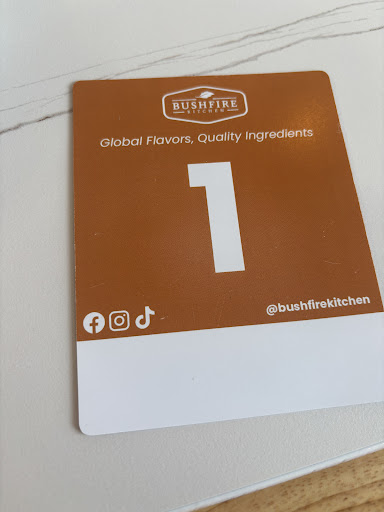 BUSHFIRE
KITCHEN
Global Flavors, Quality Ingredients
1
@bushfirekitchen